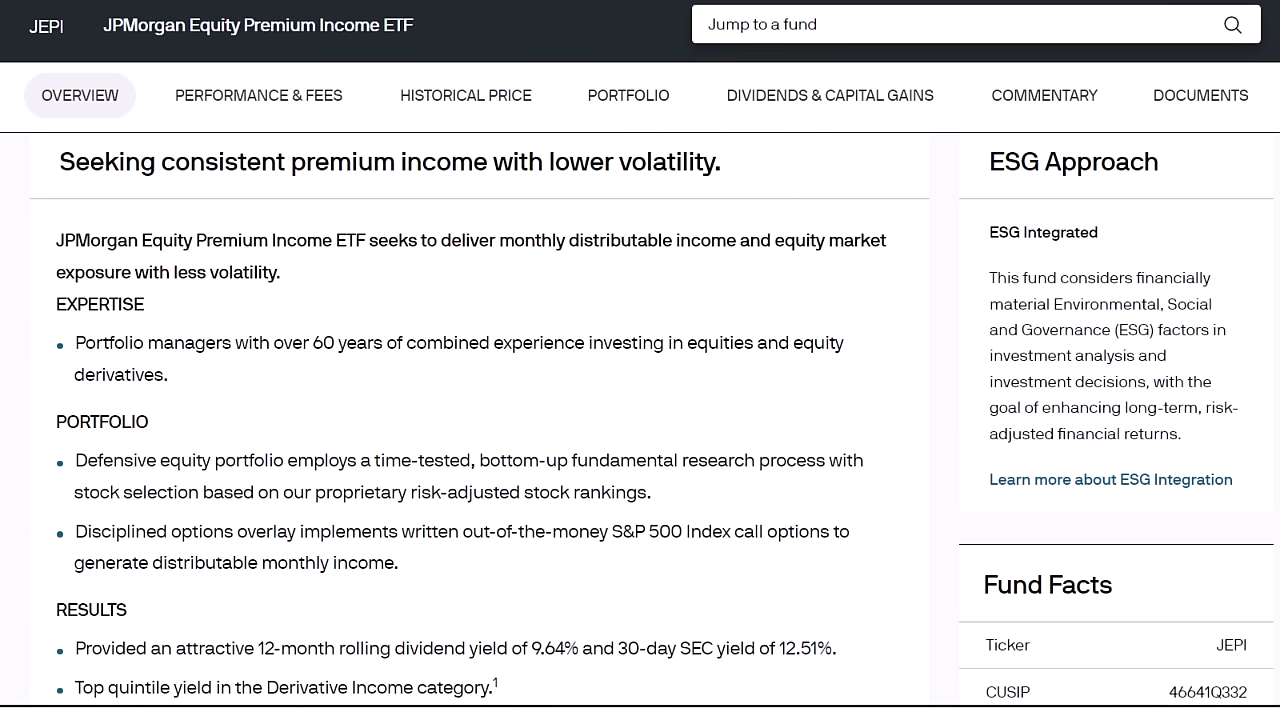 JEPI
JPMorgan Equity Premium Income ETF
Jump to a fund
OVERVIEW
PERFORMANCE & FEES
HISTORICAL PRICE
PORTFOLIO
DIVIDENDS & CAPITAL GAINS
COMMENTARY
DOCUMENTS
Seeking consistent premium income with lower volatility.
JPMorgan Equity Premium Income ETF seeks to deliver monthly distributable income and equity market
exposure with less volatility.
EXPERTISE
• Portfolio managers with over 60 years of combined experience investing in equities and equity
derivatives.
PORTFOLIO
• Defensive equity portfolio employs a time-tested, bottom-up fundamental research process with
stock selection based on our proprietary risk-adjusted stock rankings.
• Disciplined options overlay implements written out-of-the-money S&P 500 Index call options to
generate distributable monthly income.
RESULTS
• Provided an attractive 12-month rolling dividend yield of 9.64% and 30-day SEC yield of 12.51%.
• Top quintile yield in the Derivative Income category.¹
ESG Approach
ESG Integrated
This fund considers financially
material Environmental, Social
and Governance (ESG) factors in
investment analysis and
investment decisions, with the
goal of enhancing long-term, risk-
adjusted financial returns.
Learn more about ESG Integration
Fund Facts
Ticker JEPI
CUSIP 46641Q332